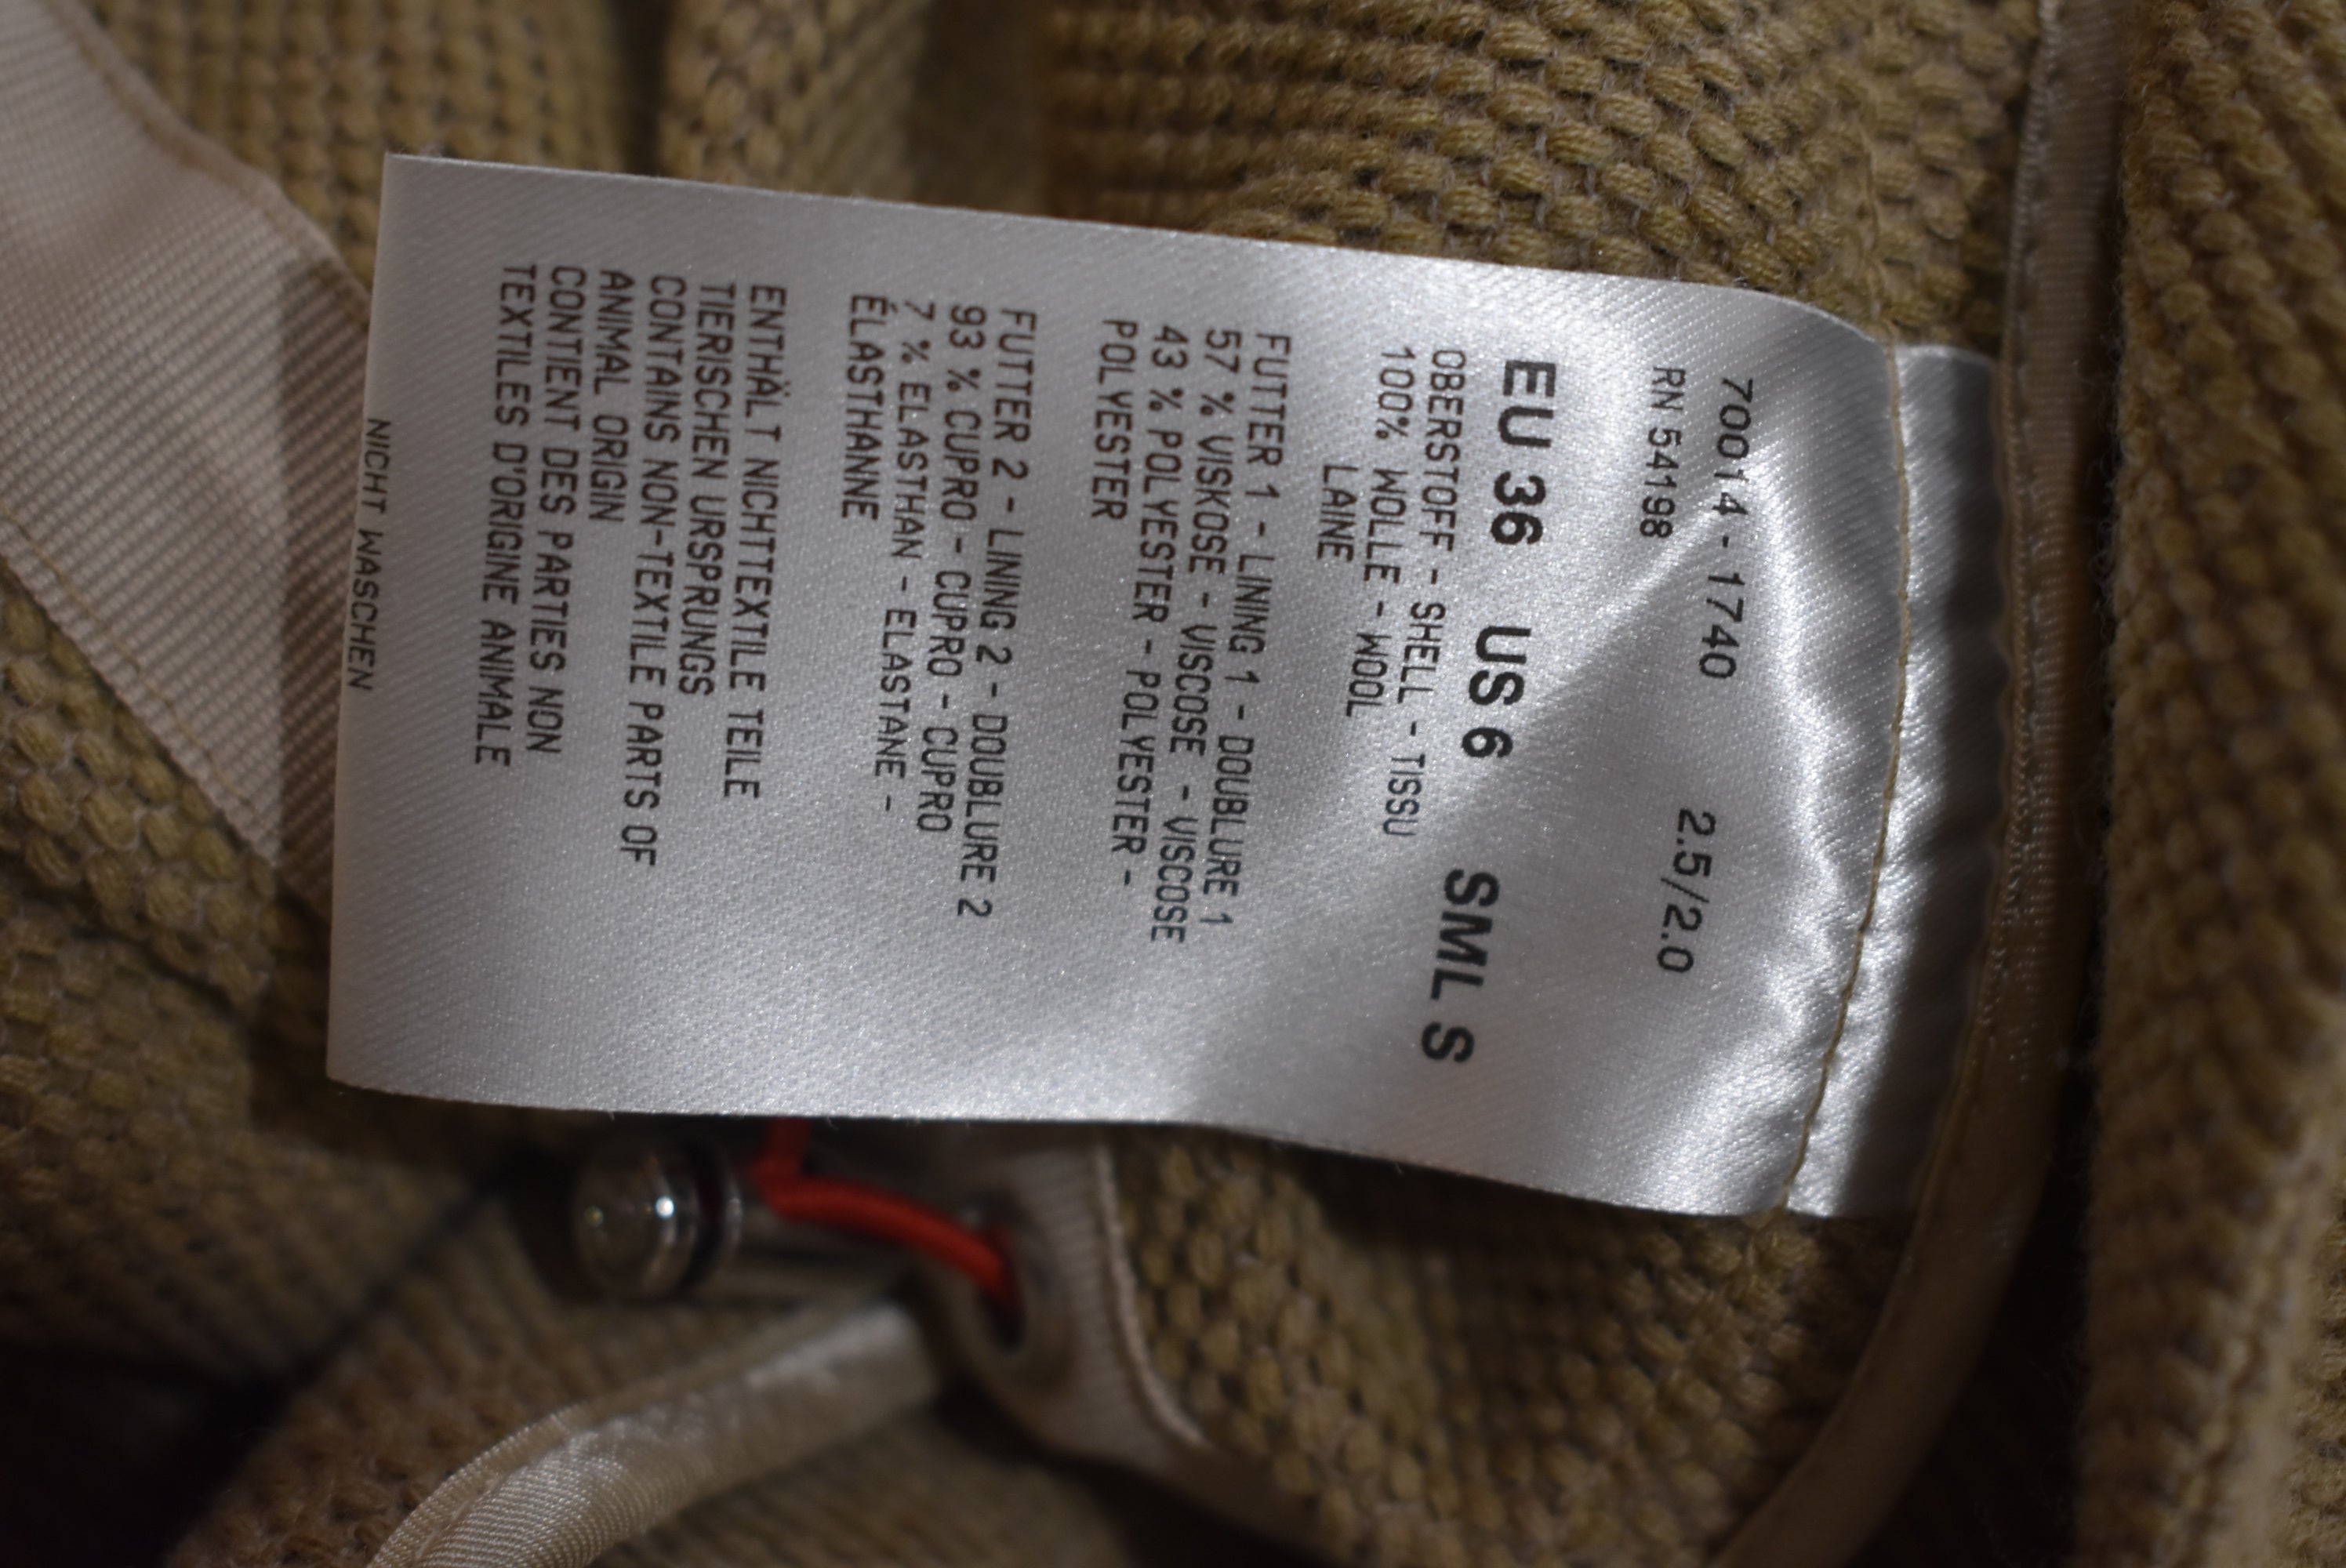 70014 - 1740 2.5/2.0
RN 54198
EU 36 US 6 SML S
OBERSTOFF - SHELL - TISSU
100% WOLLE - WOOL
LAINE
FUTTER 1 - LINING 1 - DOUBLURE 1
57 % VISKOSE - VISCOSE - VISCOSE
43 % POLYESTER - POLYESTER -
POLYESTER
FUTTER 2 - LINING 2 - DOUBLURE 2
93 % CUPRO - CUPRO - CUPRO
7 % ELASTHAN - ELASTANE -
ÉLASTHANNE
ENTHÄLT NICHTTEXTILE TEILE
TIERISCHEN URSPRUNGS
CONTAINS NON-TEXTILE PARTS OF
ANIMAL ORIGIN
CONTIENT DES PARTIES NON
TEXTILES D'ORIGINE ANIMALE
NICHT WASCHEN